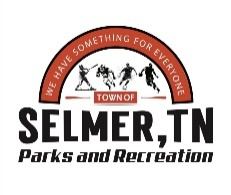 WE HAVE SOMETHING FOR EVERYONE
TOWN OF
SELMER, TN
Parks and Recreation